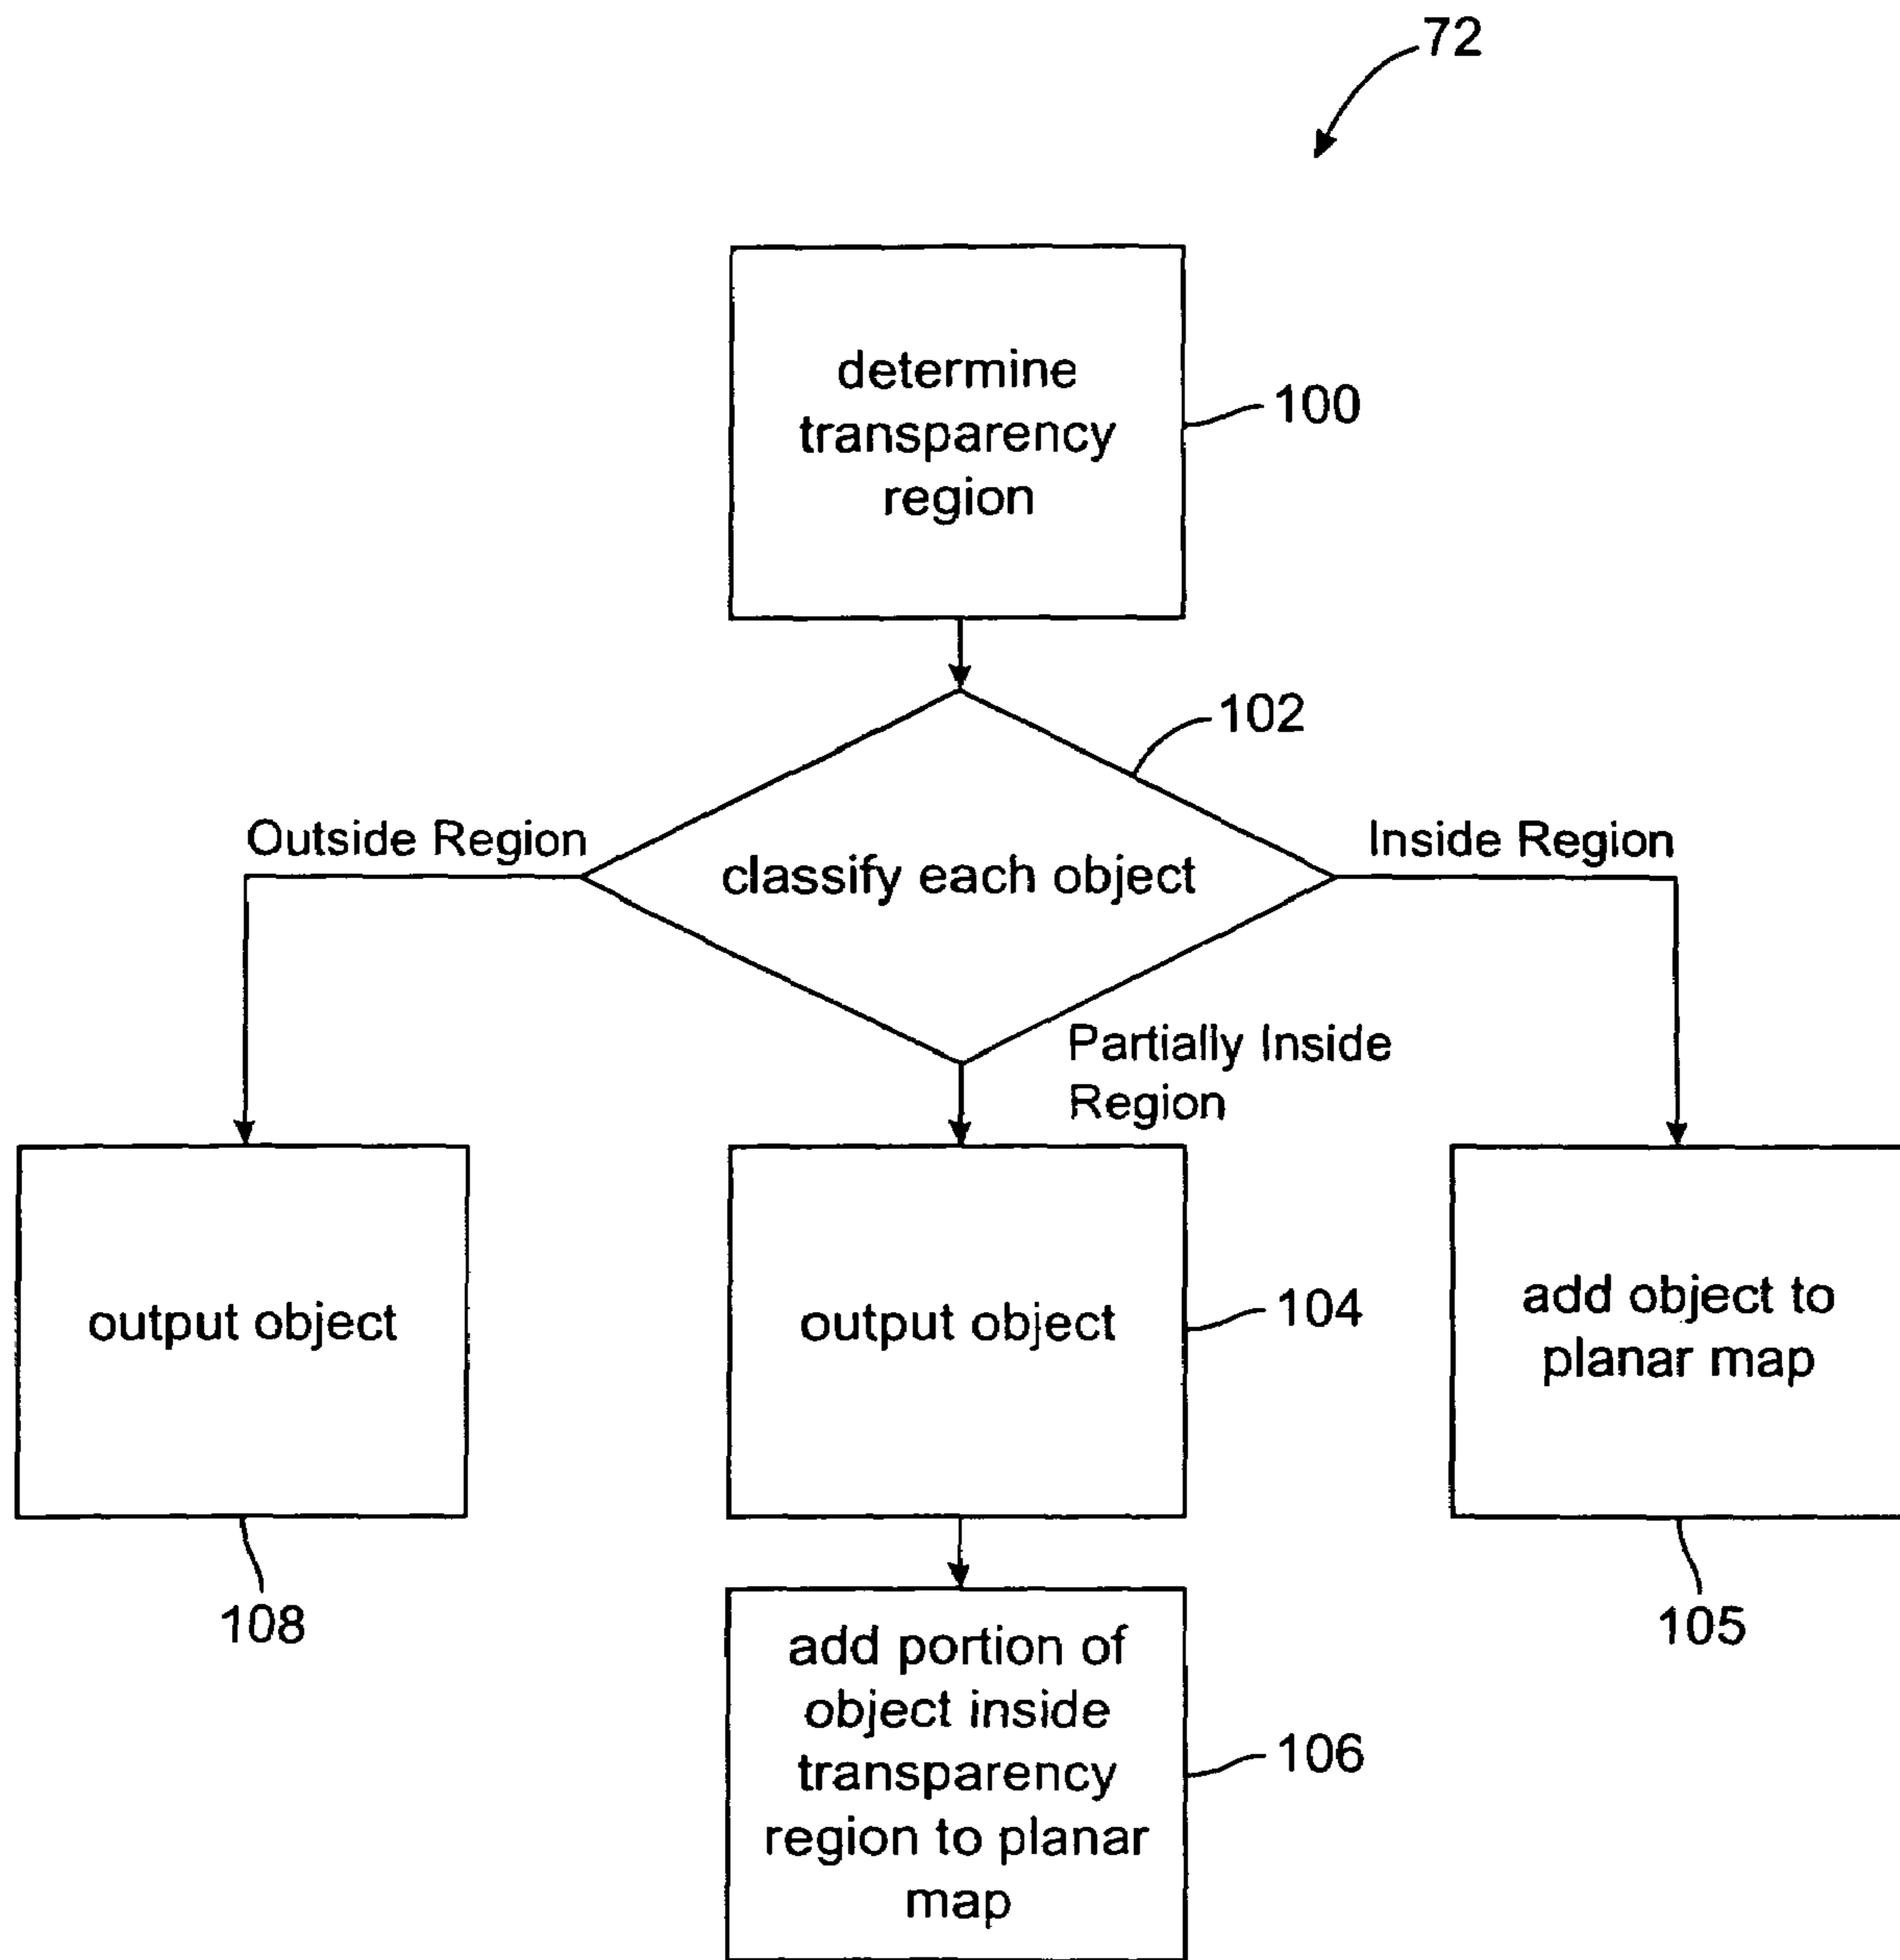 72
determine
transparency
region
100
102
Outside Region
classify each object
Inside Region
Partially Inside
Region
output object
output object
104
add object to
planar map
108
105
add portion of
object inside
transparency
region to planar
map
106